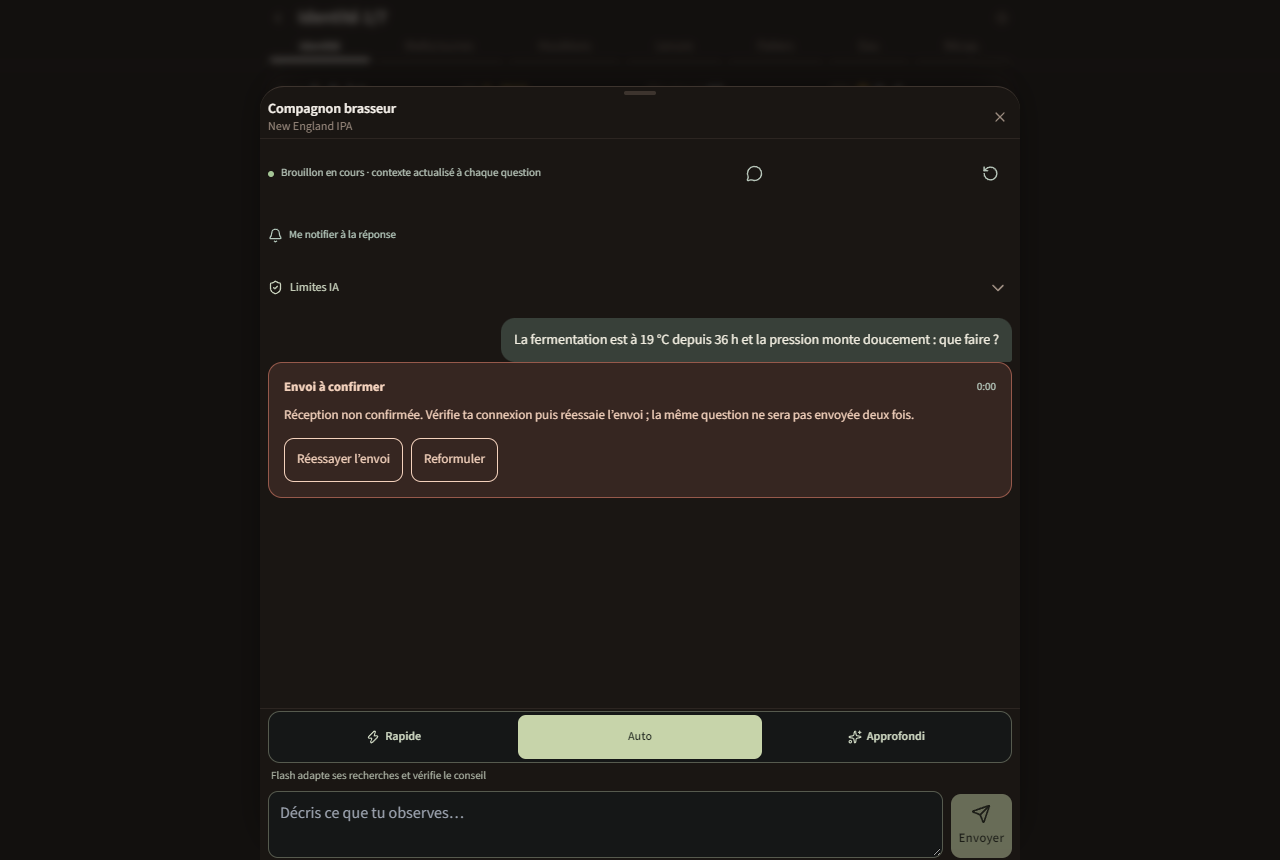 Compagnon brasseur
New England IPA
Brouillon en cours · contexte actualisé à chaque question
Me notifier à la réponse
Limites IA
La fermentation est à 19 °C depuis 36 h et la pression monte doucement : que faire ?
Envoi à confirmer
0:00
Réception non confirmée. Vérifie ta connexion puis réessaie l’envoi ; la même question ne sera pas envoyée deux fois.
Réessayer l’envoi
Reformuler
Rapide
Auto
Approfondi
Flash adapte ses recherches et vérifie le conseil
Décris ce que tu observes…
Envoyer